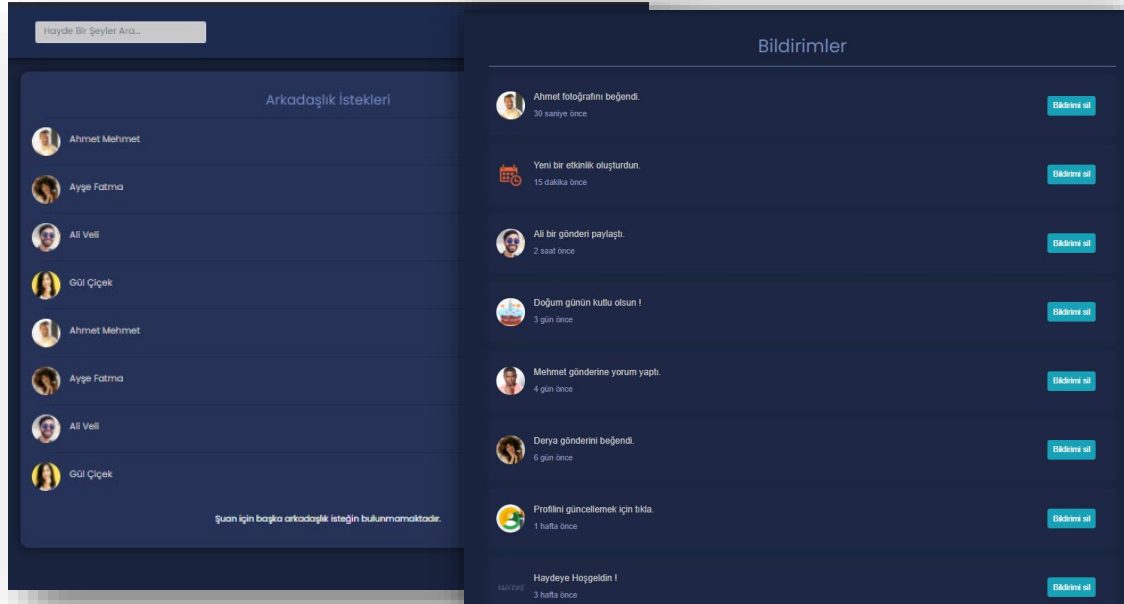 Hayde Bir Şeyler Ara...
Arkadaşlık İstekleri
Ahmet Mehmet
Ayşe Fatma
Ali Veli
Gül Çiçek
Ahmet Mehmet
Ayşe Fatma
Ali Veli
Gül Çiçek
Şuan için başka arkadaşlık isteğin bulunmamaktadır.
Bildirimler
Ahmet fotoğrafını beğendi.
30 saniye önce
Bildirimi sil
Yeni bir etkinlik oluşturdun.
15 dakika önce
Bildirimi sil
Ali bir gönderi paylaştı.
2 saat önce
Bildirimi sil
Doğum günün kutlu olsun !
3 gün önce
Bildirimi sil
Mehmet gönderine yorum yaptı.
4 gün önce
Bildirimi sil
Derya gönderini beğendi.
6 gün önce
Bildirimi sil
Profilini güncellemek için tıkla.
1 hafta önce
Bildirimi sil
HAYDE
Haydeye Hoşgeldin !
3 hafta önce
Bildirimi sil